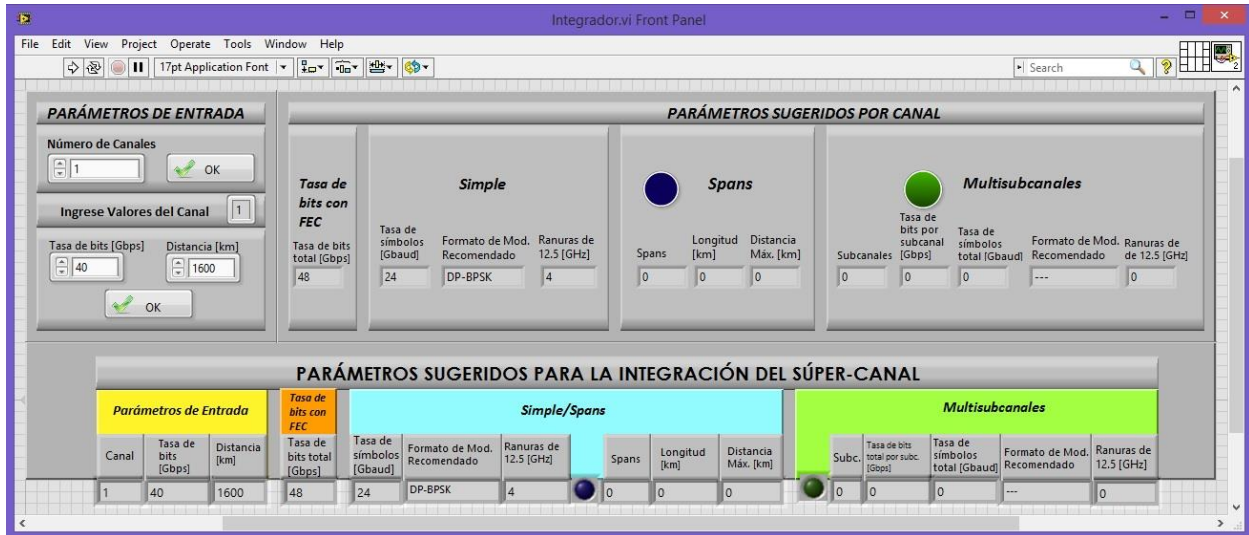 Integrador.vi Front Panel
File Edit View Project Operate Tools Window Help
17pt Application Font
Search
2
PARÁMETROS DE ENTRADA
Número de Canales
1
OK
Ingrese Valores del Canal 1
Tasa de bits [Gbps] Distancia [km]
40 1600
OK
PARÁMETROS SUGERIDOS POR CANAL
Tasa de
bits con
FEC
Tasa de bits
total [Gbps]
48
Simple
Tasa de
símbolos
[Gbaud]
24
Formato de Mod.
Recomendado
DP-BPSK
Ranuras de
12.5 [GHz]
4
Spans
Spans
0
Longitud
[km]
0
Distancia
Máx. [km]
0
Multisubcanales
Subcanales
0
Tasa de
bits por
subcanal
[Gbps]
0
Tasa de
símbolos
total [Gbaud]
0
Formato de Mod.
Recomendado
---
Ranuras de
de 12.5 [GHz]
0
PARÁMETROS SUGERIDOS PARA LA INTEGRACIÓN DEL SÚPER-CANAL
Parámetros de Entrada
Canal
1
Tasa de
bits
[Gbps]
40
Distancia
[km]
1600
Tasa de
bits con
FEC
Tasa de
bits total
[Gbps]
48
Simple/Spans
Tasa de
símbolos
[Gbaud]
24
Formato de Mod.
Recomendado
DP-BPSK
Ranuras de
12.5 [GHz]
4
Spans
0
Longitud
[km]
0
Distancia
Máx. [km]
0
Multisubcanales
Subc.
0
Tasa de bits
total por subc.
[Gbps]
0
Tasa de
símbolos
total [Gbaud]
0
Formato de Mod.
Recomendado
---
Ranuras de
12.5 [GHz]
0